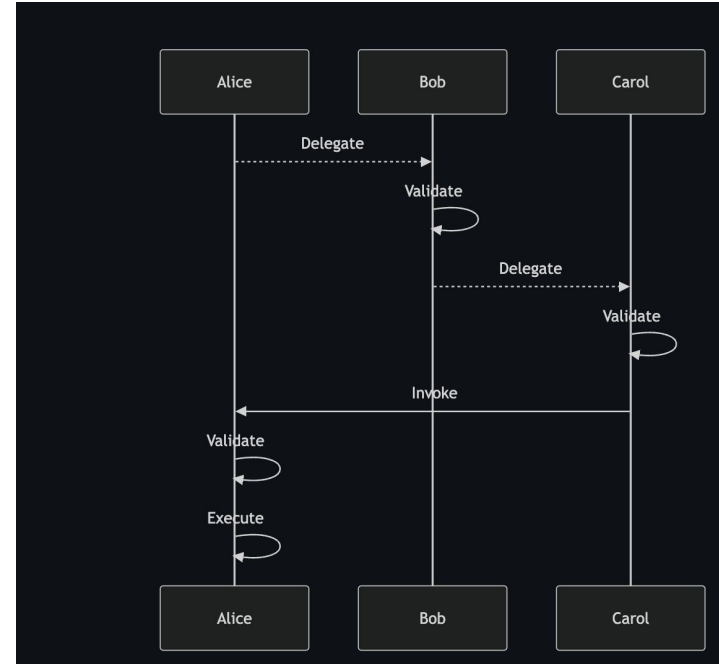 Alice Bob Carol
Delegate
Validate
Delegate
Validate
Invoke
Validate
Execute
Alice Bob Carol